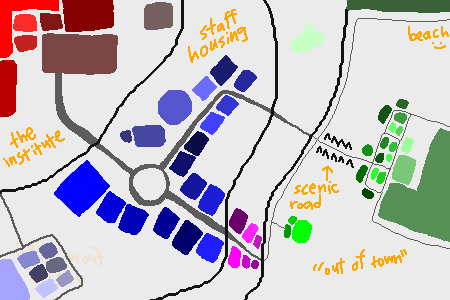 staff
housing
beach
the
institute
scenic
road
"out of town"